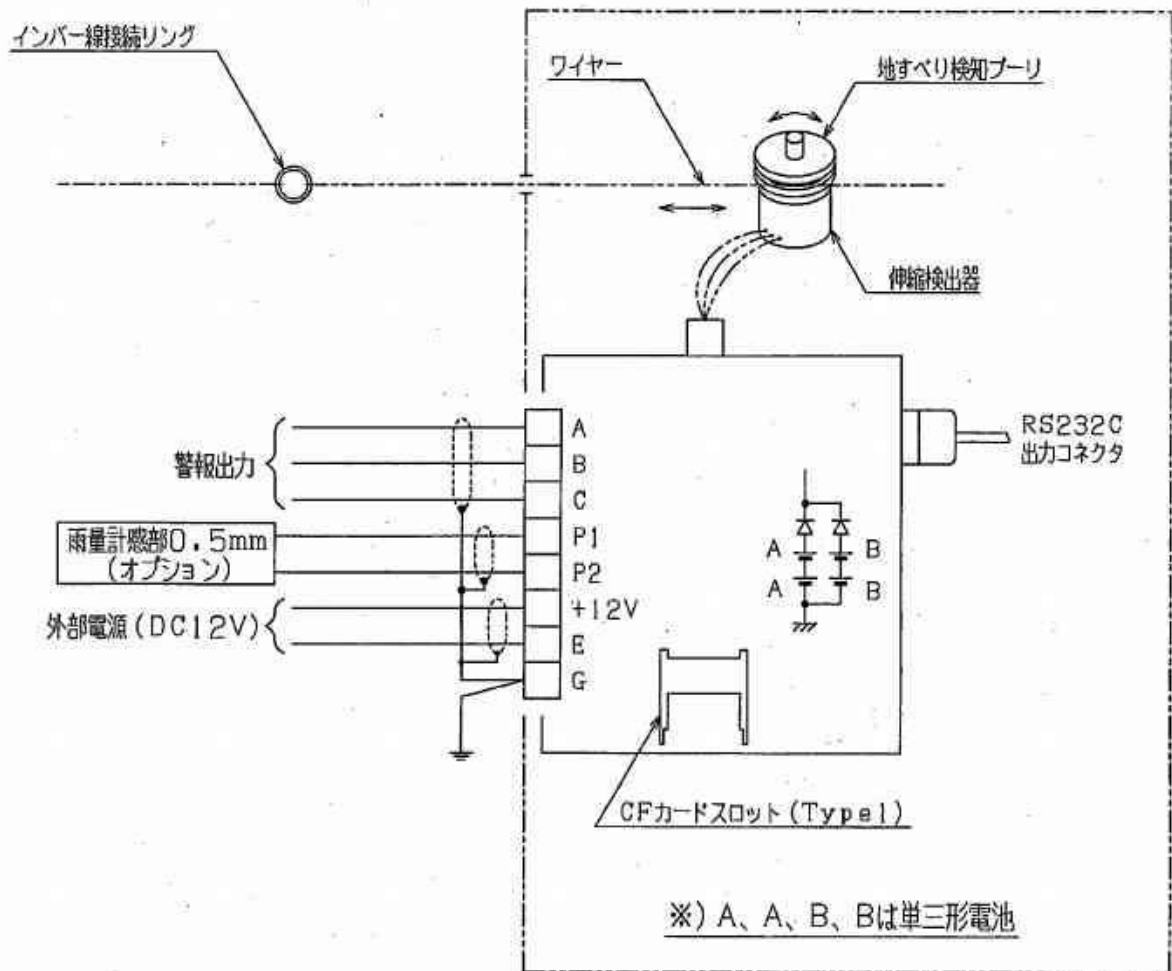 インバー線接続リング
ワイヤー
地すべり検知プーリ
伸縮検出器
警報出力
雨量計感部0.5mm
(オプション)
外部電源(DC12V)
A
B
C
P1
P2
+12V
E
G
RS232C
出力コネクタ
A B
A B
CFカードスロット(Type1)
※) A、A、B、Bは単三形電池